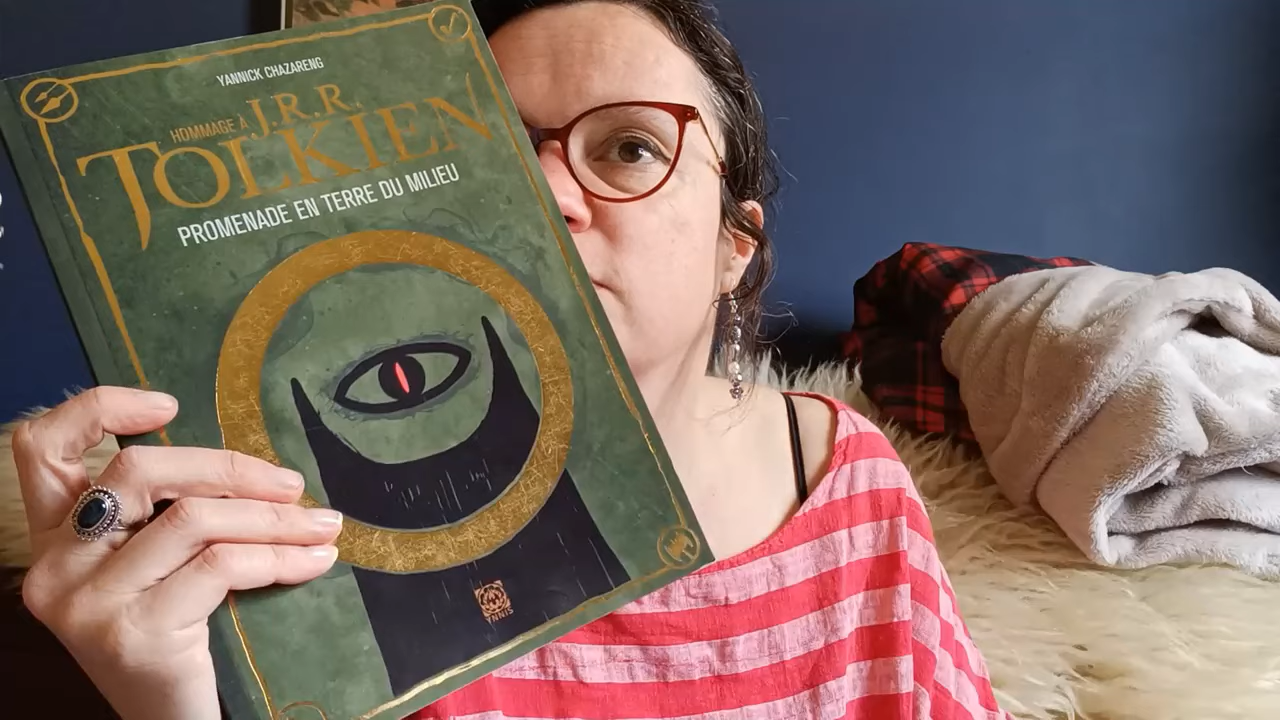 YANNICK CHAZARENG
HOMMAGE À J.R.R.
TOLKIEN
PROMENADE EN TERRE DU MILIEU
YNNIS